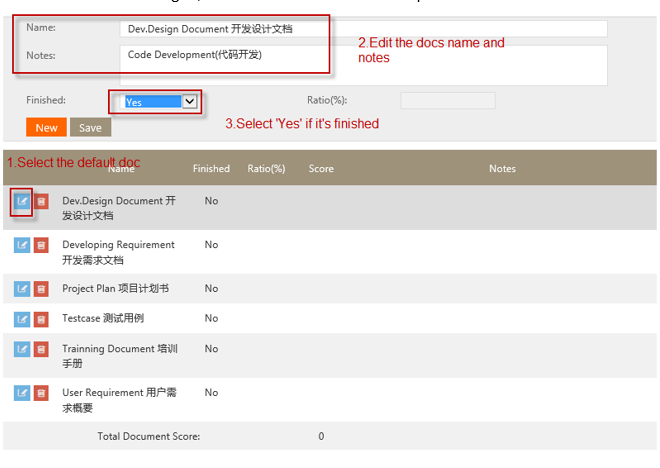 Name:
Dev.Design Document 开发设计文档
2.Edit the docs name and
notes
Notes:
Code Development(代码开发)
Finished:
Yes
Ratio(%):
3.Select 'Yes' if it's finished
New
Save
1.Select the default doc
Name
Finished
Ratio(%)
Score
Notes
Dev.Design Document 开
发设计文档
No
Developing Requirement
开发需求文档
No
Project Plan 项目计划书
No
Testcase 测试用例
No
Trainning Document 培训
手册
No
User Requirement 用户需
求概要
No
Total Document Score:
0